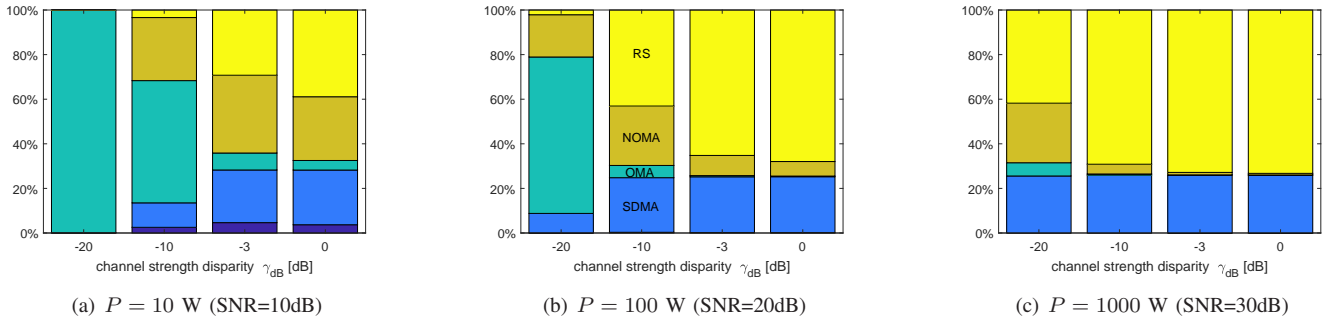 100%
80%
60%
40%
20%
0%
-20 -10 -3 0
channel strength disparity γdB [dB]
(a) P = 10 W (SNR=10dB)
100%
80%
60%
40%
20%
0%
RS
NOMA
OMA
SDMA
-20 -10 -3 0
channel strength disparity γdB [dB]
(b) P = 100 W (SNR=20dB)
100%
80%
60%
40%
20%
0%
-20 -10 -3 0
channel strength disparity γdB [dB]
(c) P = 1000 W (SNR=30dB)